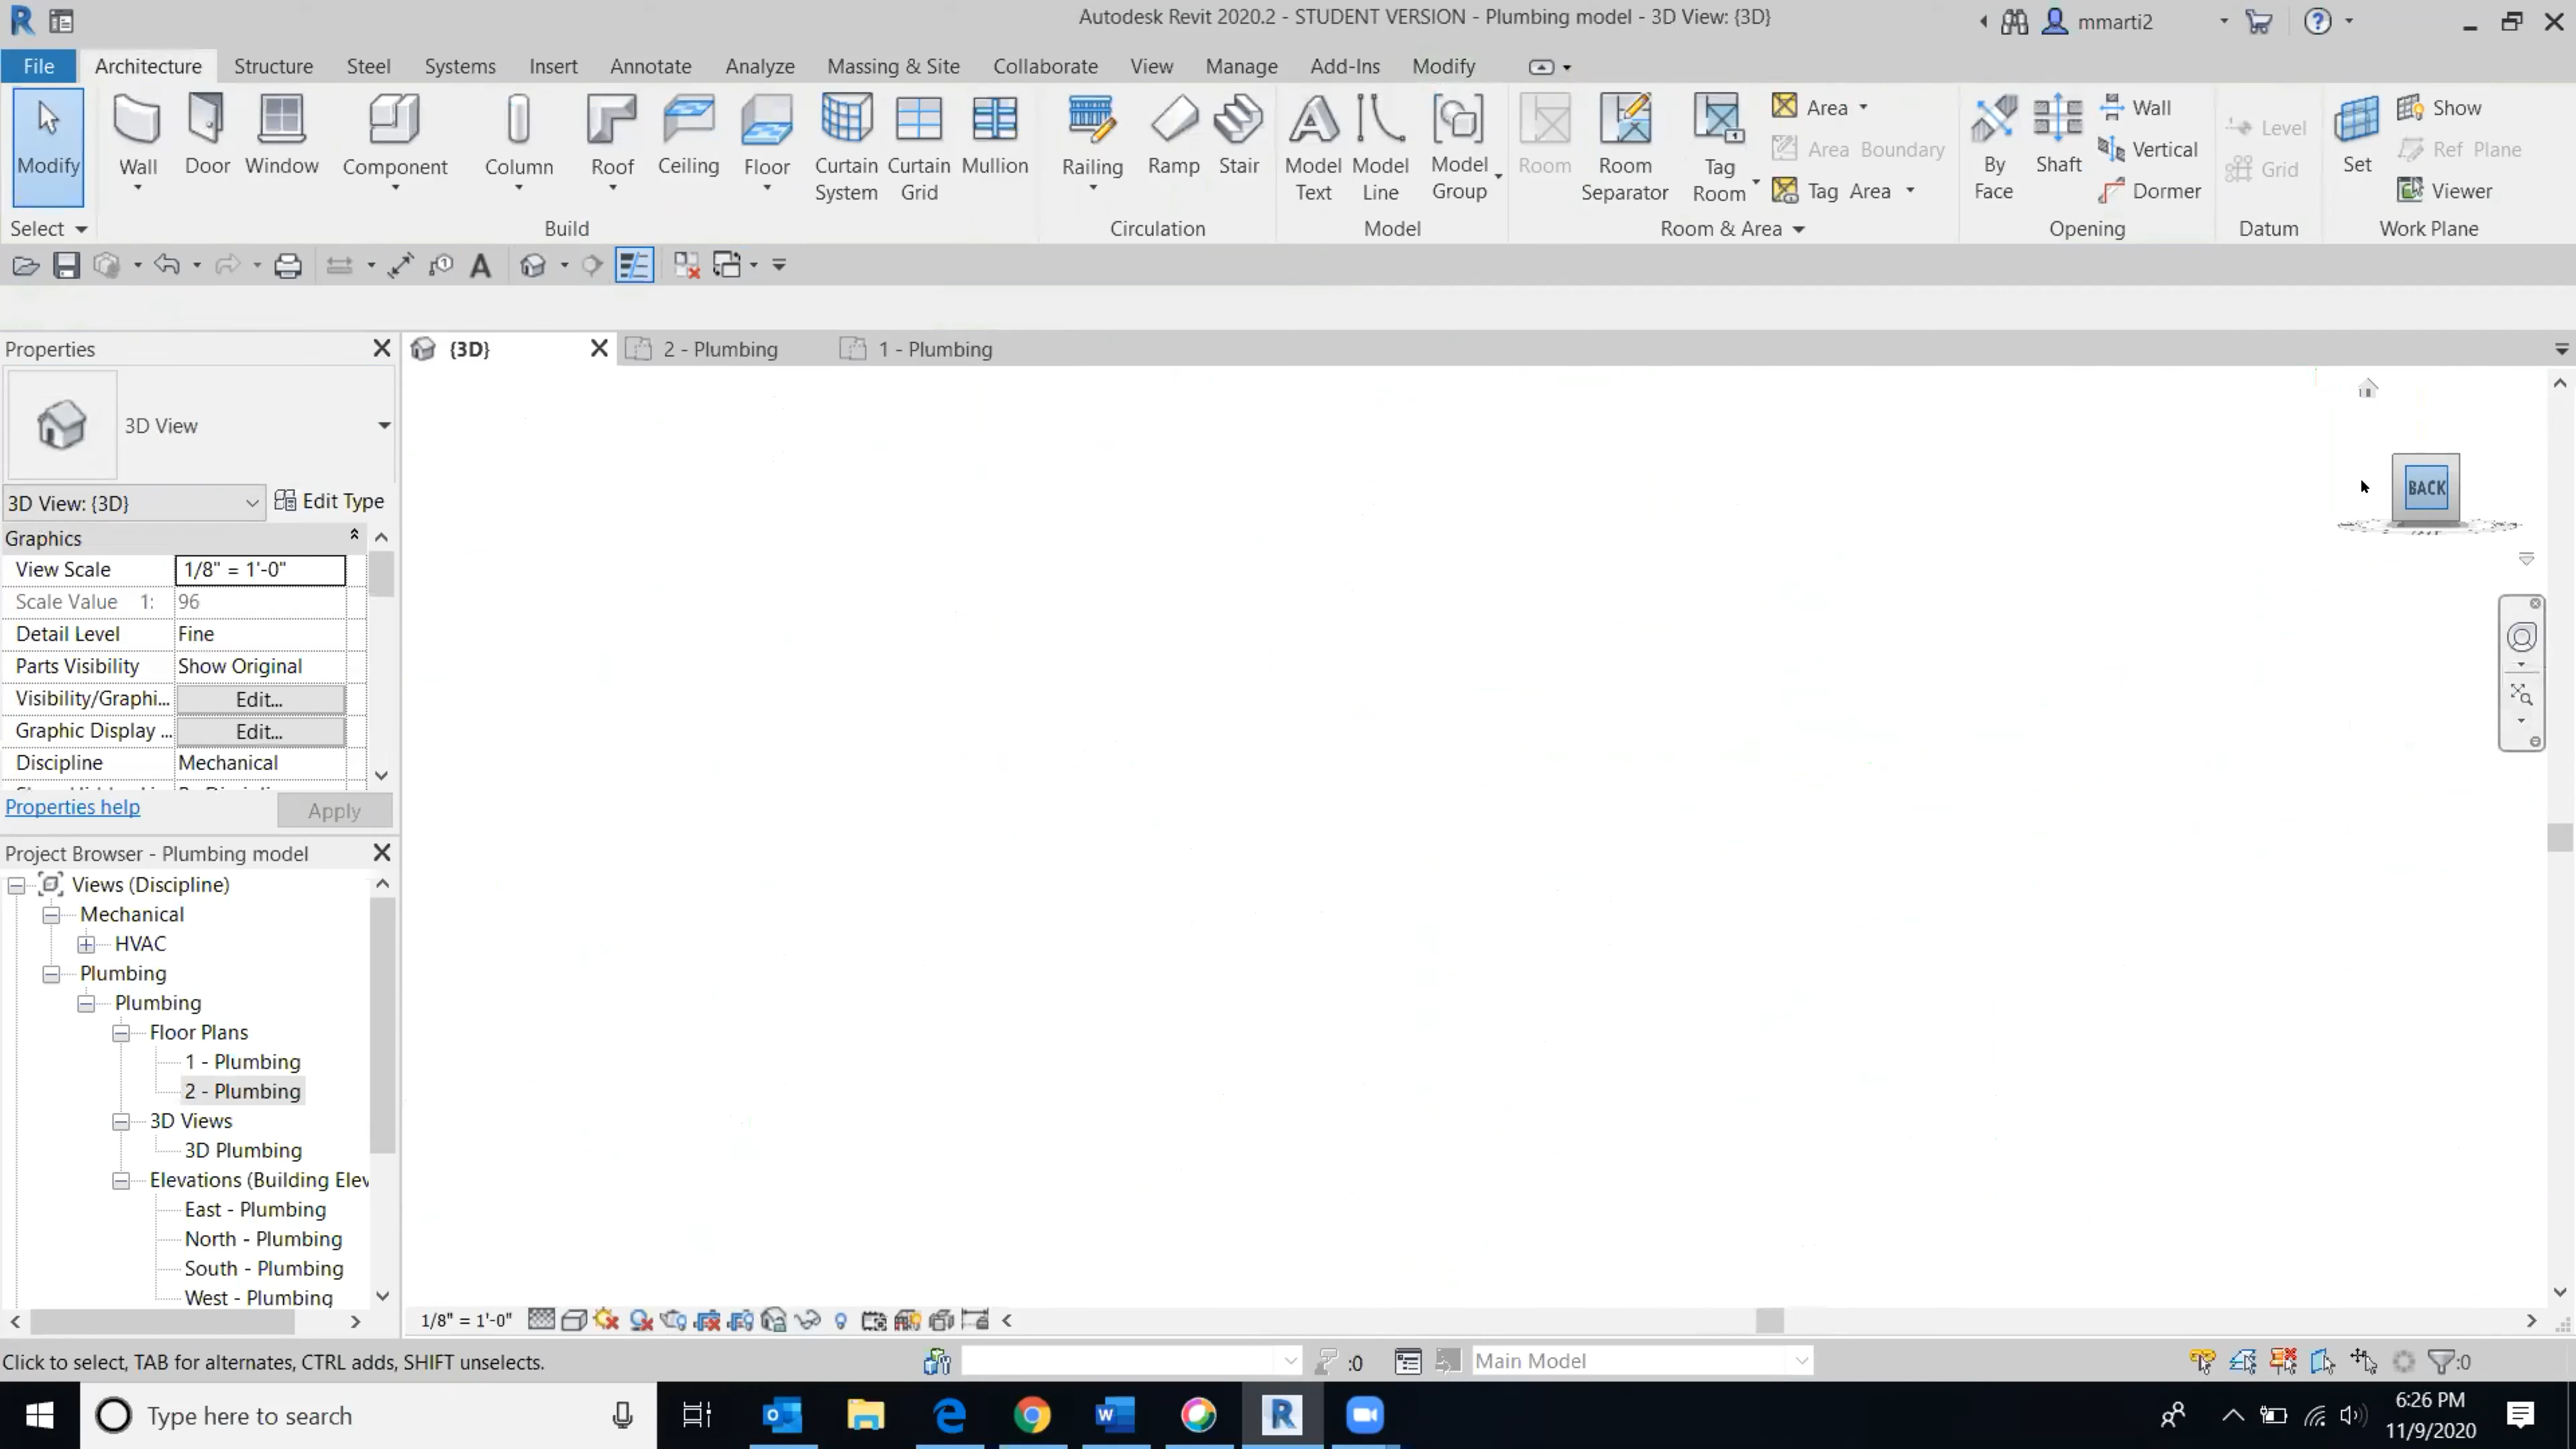 Autodesk Revit 2020.2 - STUDENT VERSION - Plumbing model - 3D View: {3D}
mmarti2
File Architecture Structure Steel Systems Insert Annotate Analyze Massing & Site Collaborate View Manage Add-Ins Modify
Modify
Wall
Door
Window
Component
Column
Roof
Ceiling
Floor
Curtain System
Curtain Grid
Mullion
Railing
Ramp
Stair
Model Text
Model Line
Model Group
Room
Room Separator
Tag Room
Area
Area Boundary
Tag Area
By Face
Shaft
Wall
Vertical
Dormer
Level
Grid
Set
Show
Ref Plane
Viewer
Select
Build
Circulation
Model
Room & Area
Opening
Datum
Work Plane
Properties
{3D}
2 - Plumbing
1 - Plumbing
3D View
3D View: {3D}
Edit Type
Graphics
View Scale 1/8" = 1'-0"
Scale Value 1: 96
Detail Level Fine
Parts Visibility Show Original
Visibility/Graphi... Edit...
Graphic Display ... Edit...
Discipline Mechanical
Properties help
Apply
BACK
Project Browser - Plumbing model
Views (Discipline)
Mechanical
HVAC
Plumbing
Plumbing
Floor Plans
1 - Plumbing
2 - Plumbing
3D Views
3D Plumbing
Elevations (Building Elev
East - Plumbing
North - Plumbing
South - Plumbing
West - Plumbing
1/8" = 1'-0"
Click to select, TAB for alternates, CTRL adds, SHIFT unselects.
:0
Main Model
:0
Type here to search
6:26 PM
11/9/2020